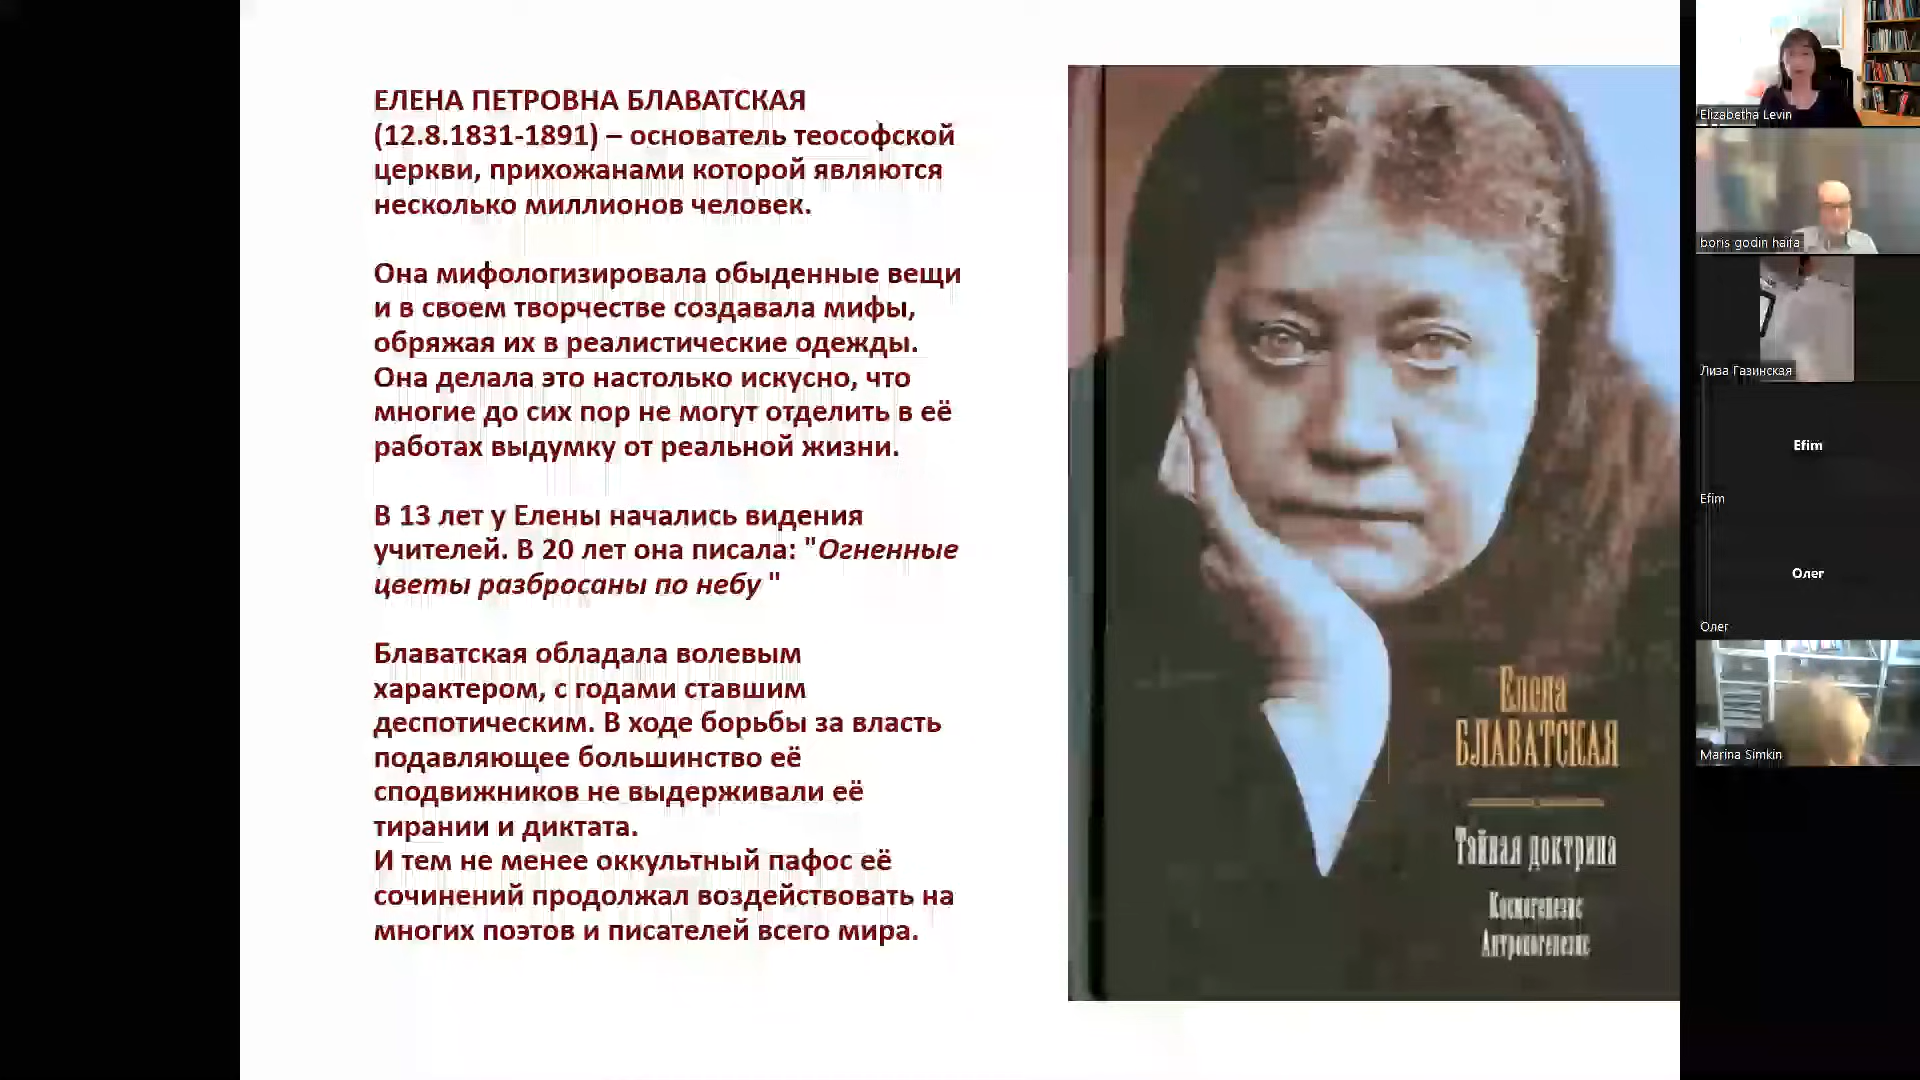 ЕЛЕНА ПЕТРОВНА БЛАВАТСКАЯ
(12.8.1831-1891) – основатель теософской
церкви, прихожанами которой являются
несколько миллионов человек.
Она мифологизировала обыденные вещи
и в своем творчестве создавала мифы,
обряжая их в реалистические одежды.
Она делала это настолько искусно, что
многие до сих пор не могут отделить в её
работах выдумку от реальной жизни.
В 13 лет у Елены начались видения
учителей. В 20 лет она писала: "Огненные
цветы разбросаны по небу "
Блаватская обладала волевым
характером, с годами ставшим
деспотическим. В ходе борьбы за власть
подавляющее большинство её
сподвижников не выдерживали её
тирании и диктата.
И тем не менее оккультный пафос её
сочинений продолжал воздействовать на
многих поэтов и писателей всего мира.
Елена
БЛАВАТСКАЯ
Тайная доктрина
Космогенезис
Антропогенезис
Elizabetha Levin
boris godin haifa
Лиза Газинская
Efim
Efim
Олег
Олег
Marina Simkin